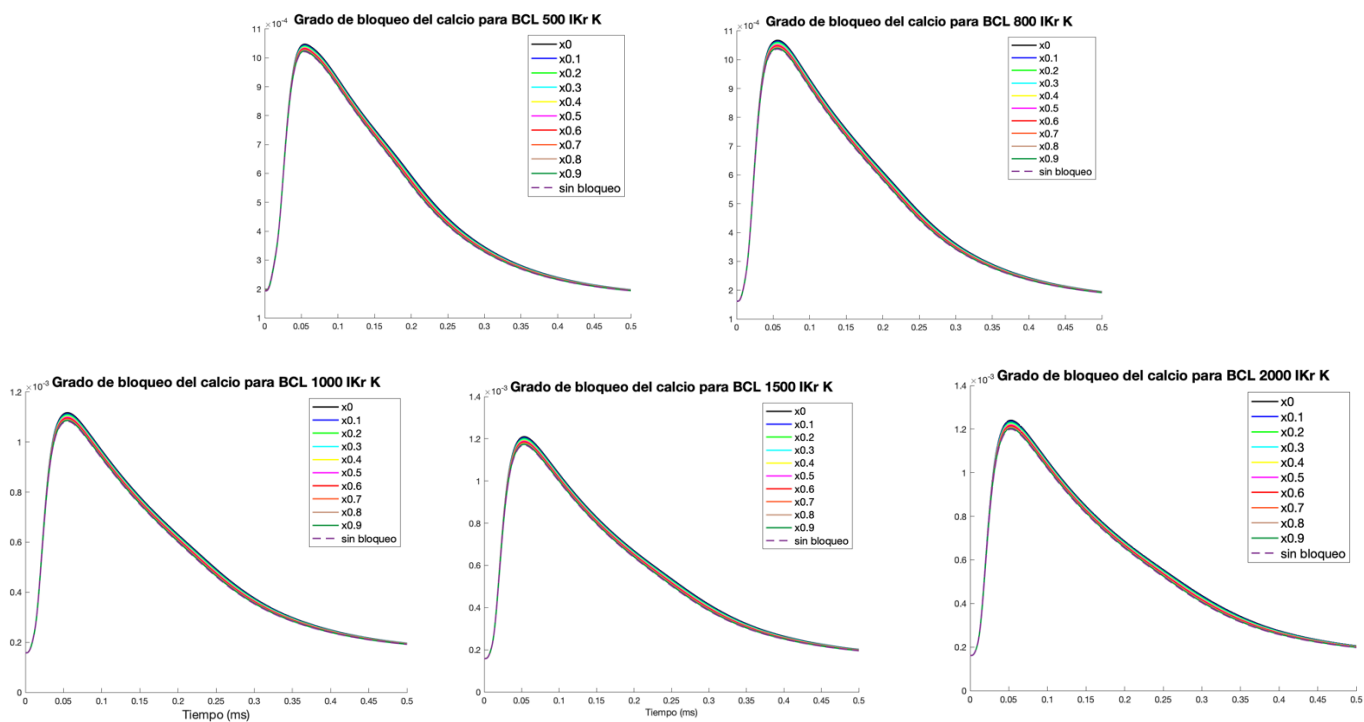 Grado de bloqueo del calcio para BCL 500 IKr K
×10⁻⁴
11
10
9
8
7
6
5
4
3
2
1
0
0.05
0.1
0.15
0.2
0.25
0.3
0.35
0.4
0.45
0.5
x0
x0.1
x0.2
x0.3
x0.4
x0.5
x0.6
x0.7
x0.8
x0.9
sin bloqueo
Grado de bloqueo del calcio para BCL 800 IKr K
×10⁻⁴
11
10
9
8
7
6
5
4
3
2
1
0
0.05
0.1
0.15
0.2
0.25
0.3
0.35
0.4
0.45
0.5
x0
x0.1
x0.2
x0.3
x0.4
x0.5
x0.6
x0.7
x0.8
x0.9
sin bloqueo
Grado de bloqueo del calcio para BCL 1000 IKr K
×10⁻³
1.2
1
0.8
0.6
0.4
0.2
0
0
0.05
0.1
0.15
0.2
0.25
0.3
0.35
0.4
0.45
0.5
Tiempo (ms)
x0
x0.1
x0.2
x0.3
x0.4
x0.5
x0.6
x0.7
x0.8
x0.9
sin bloqueo
Grado de bloqueo del calcio para BCL 1500 IKr K
×10⁻³
1.4
1.2
1
0.8
0.6
0.4
0.2
0
0
0.05
0.1
0.15
0.2
0.25
0.3
0.35
0.4
0.45
0.5
Tiempo (ms)
x0
x0.1
x0.2
x0.3
x0.4
x0.5
x0.6
x0.7
x0.8
x0.9
sin bloqueo
Grado de bloqueo del calcio para BCL 2000 IKr K
×10⁻³
1.4
1.2
1
0.8
0.6
0.4
0.2
0
0
0.05
0.1
0.15
0.2
0.25
0.3
0.35
0.4
0.45
0.5
x0
x0.1
x0.2
x0.3
x0.4
x0.5
x0.6
x0.7
x0.8
x0.9
sin bloqueo